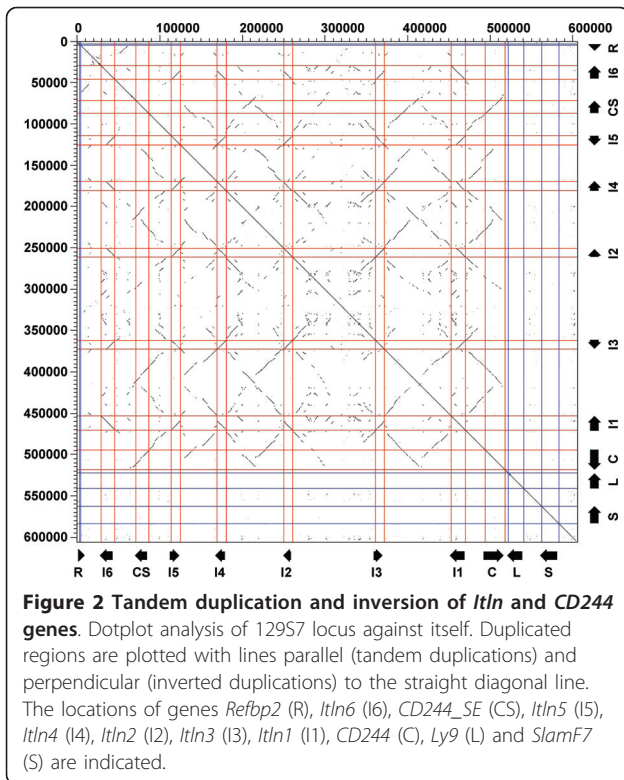 0 100000 200000 300000 400000 500000 600000
0
50000
100000
150000
200000
250000
300000
350000
400000
450000
500000
550000
600000
R
I6
CS
I5
I4
I2
I3
I1
C
L
S
R I6 CS I5 I4 I2 I3 I1 C L S
Figure 2 Tandem duplication and inversion of Itln and CD244
genes. Dotplot analysis of 129S7 locus against itself. Duplicated
regions are plotted with lines parallel (tandem duplications) and
perpendicular (inverted duplications) to the straight diagonal line.
The locations of genes Refbp2 (R), Itln6 (I6), CD244_SE (CS), Itln5 (I5),
Itln4 (I4), Itln2 (I2), Itln3 (I3), Itln1 (I1), CD244 (C), Ly9 (L) and SlamF7
(S) are indicated.